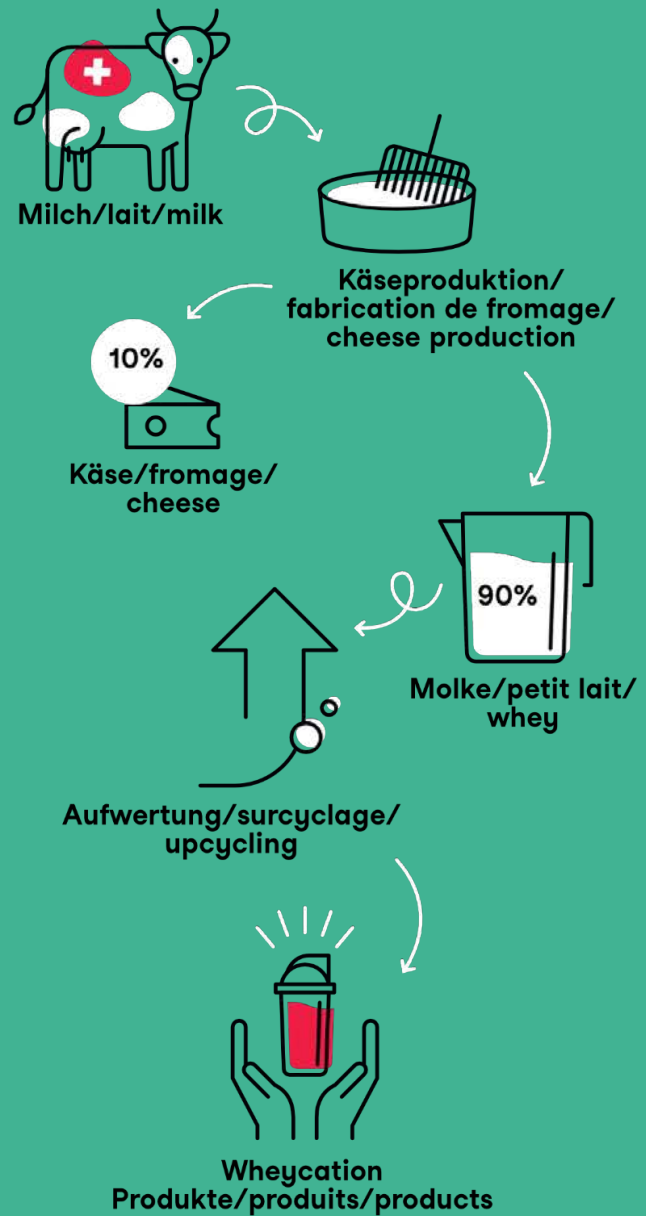 Milch/lait/milk
Käseproduktion/
fabrication de fromage/
cheese production
10%
Käse/fromage/
cheese
90%
Molke/petit lait/
whey
Aufwertung/surcyclage/
upcycling
Wheycation
Produkte/produits/products